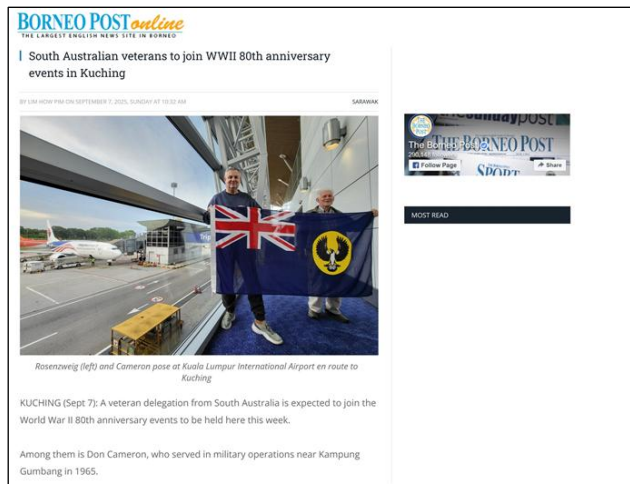 BORNEO POST online
THE LARGEST ENGLISH NEWS SITE IN BORNEO
South Australian veterans to join WWII 80th anniversary
events in Kuching
BY LIM HOW PIM ON SEPTEMBER 7, 2025, SUNDAY AT 10:02 AM
SARAWAK
Rosenzweig (left) and Cameron pose at Kuala Lumpur International Airport en route to
Kuching
KUCHING (Sept 7): A veteran delegation from South Australia is expected to join the
World War II 80th anniversary events to be held here this week.
Among them is Don Cameron, who served in military operations near Kampung
Gumbang in 1965.
The Borneo Post
THE BORNEO POST
SPORT
Follow Page
Share
MOST READ